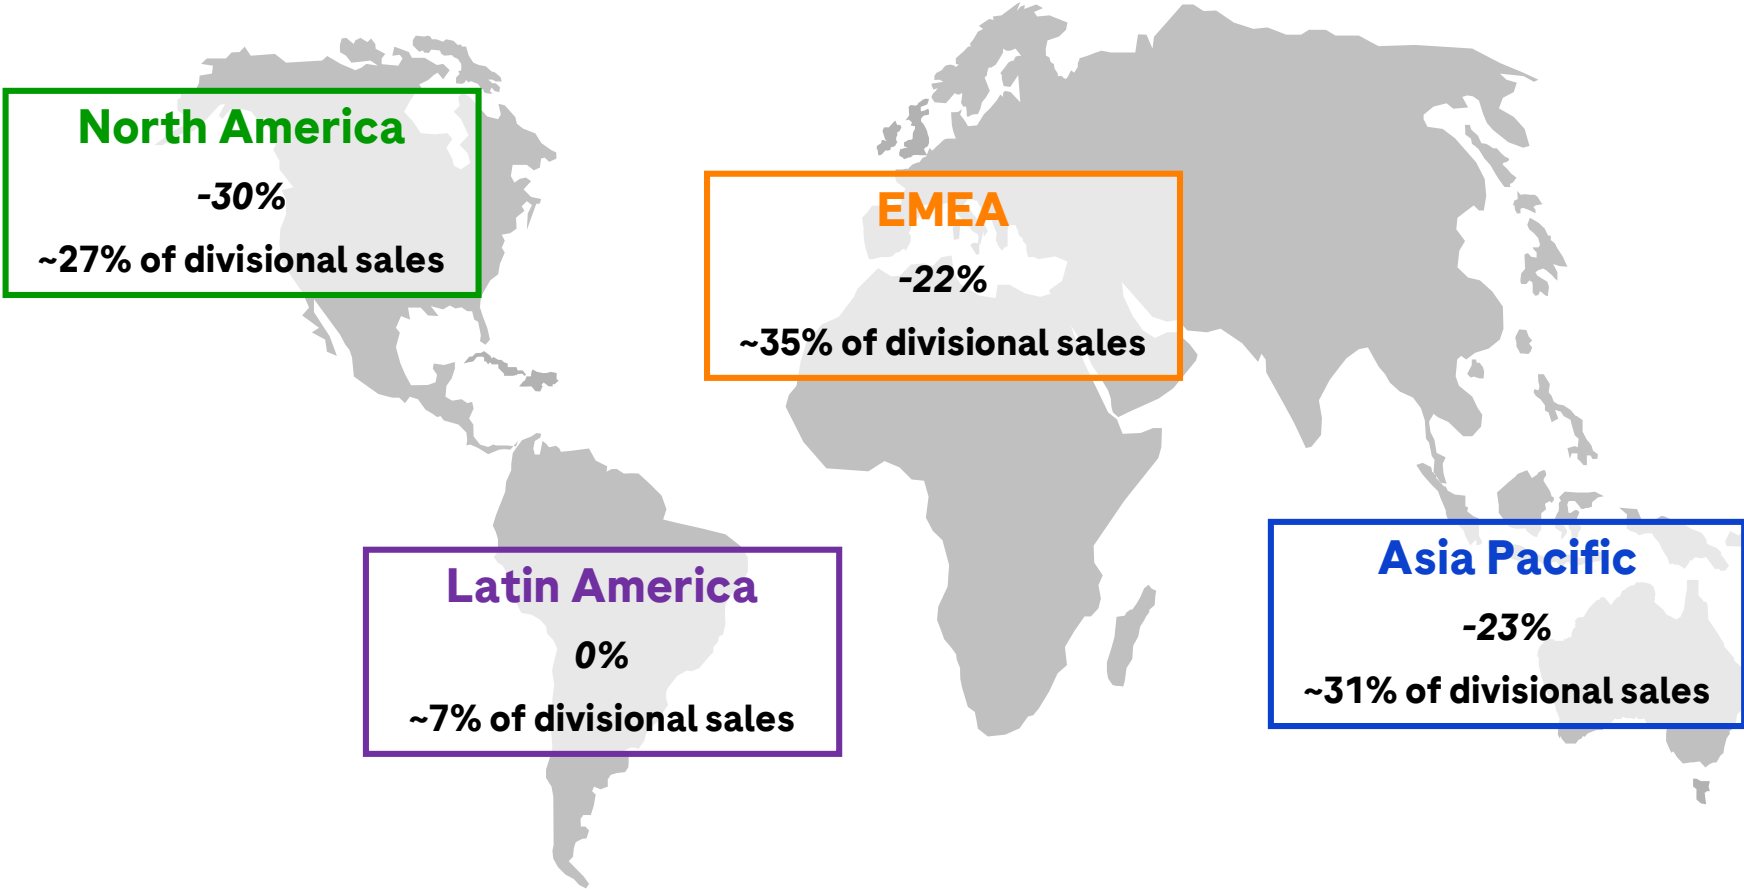 North America
-30%
~27% of divisional sales
EMEA
-22%
~35% of divisional sales
Latin America
0%
~7% of divisional sales
Asia Pacific
-23%
~31% of divisional sales